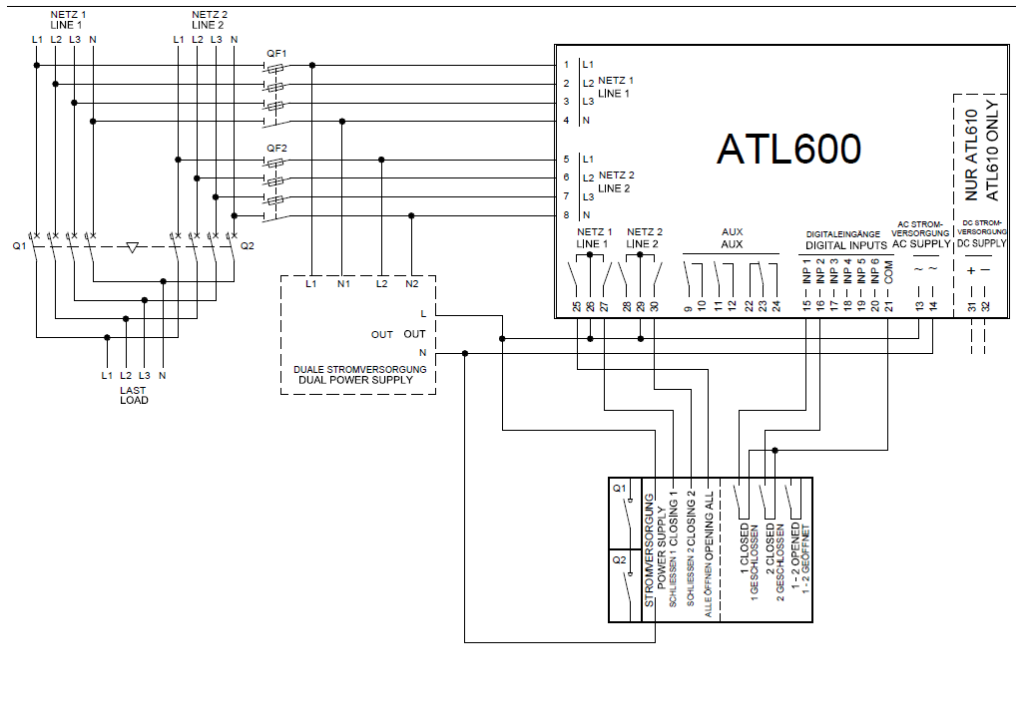 NETZ 1
LINE 1
NETZ 2
LINE 2
L1 L2 L3 N
L1 L2 L3 N
QF1
1 L1
2 L2
3 L3
4 N
NETZ 1
LINE 1
QF2
5 L1
6 L2
7 L3
8 N
NETZ 2
LINE 2
ATL600
NUR ATL610
ATL610 ONLY
Q1
Q2
NETZ 1
LINE 1
NETZ 2
LINE 2
AUX
AUX
DIGITALEINGÄNGE
DIGITAL INPUTS
AC STROM-
VERSORGUNG
AC SUPPLY
DC STROM-
VERSORGUNG
DC SUPPLY
INP 1
INP 2
INP 3
INP 4
INP 5
INP 6
COM
~ ~
+ –
25 26 27 28 29 30 9 10 11 12 22 23 24 15 16 17 18 19 20 21 13 14 31 32
L1 N1 L2 N2
L
OUT OUT
N
DUALE STROMVERSORGUNG
DUAL POWER SUPPLY
L1 L2 L3 N
LAST
LOAD
Q1
Q2
STROMVERSORGUNG
POWER SUPPLY
SCHLIESSEN 1 CLOSING 1
SCHLIESSEN 2 CLOSING 2
ALLE ÖFFNEN OPENING ALL
1 CLOSED
1 GESCHLOSSEN
2 CLOSED
2 GESCHLOSSEN
1 – 2 OPENED
1 - 2 GEÖFFNET